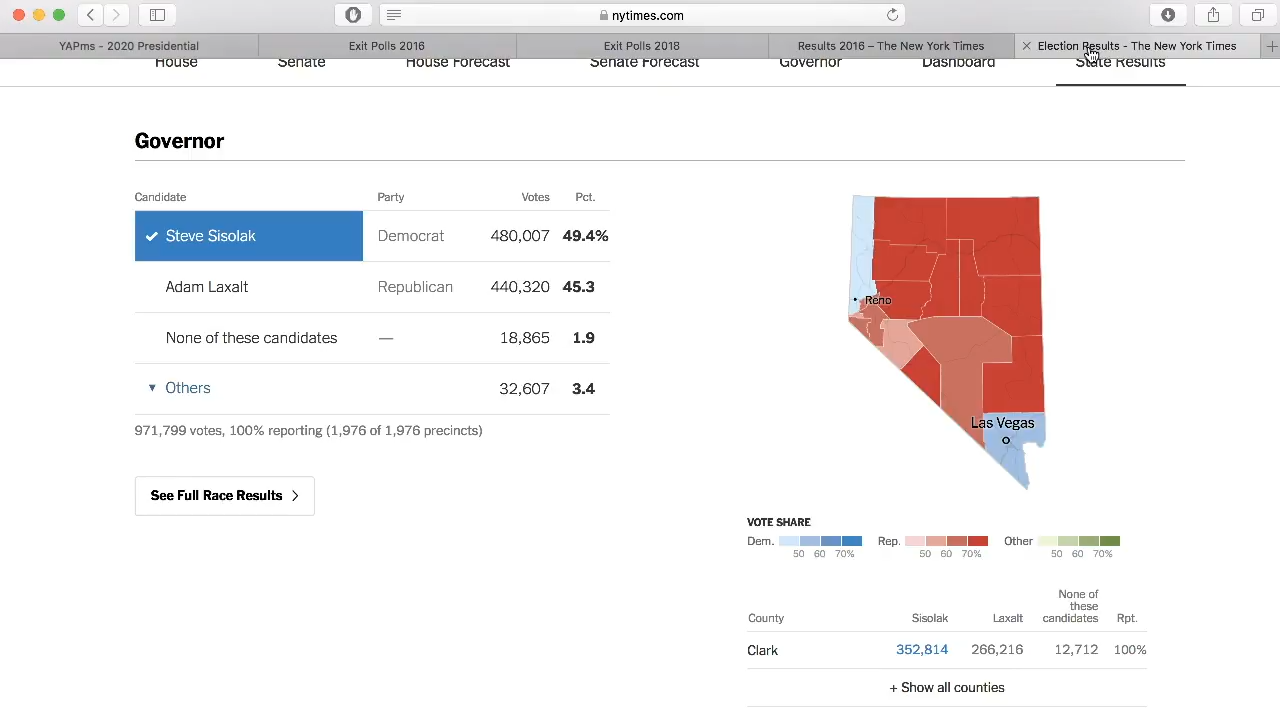 nytimes.com
YAPms - 2020 Presidential
Exit Polls 2016
Exit Polls 2018
Results 2016 – The New York Times
Election Results - The New York Times
House
Senate
House Forecast
Senate Forecast
Governor
Dashboard
State Results
Governor
Candidate Party Votes Pct.
Steve Sisolak Democrat 480,007 49.4%
Adam Laxalt Republican 440,320 45.3
None of these candidates — 18,865 1.9
Others 32,607 3.4
971,799 votes, 100% reporting (1,976 of 1,976 precincts)
See Full Race Results
Reno
Las Vegas
VOTE SHARE
Dem. Rep. Other
50 60 70% 50 60 70% 50 60 70%
None of
these
County Sisolak Laxalt candidates Rpt.
Clark 352,814 266,216 12,712 100%
+ Show all counties